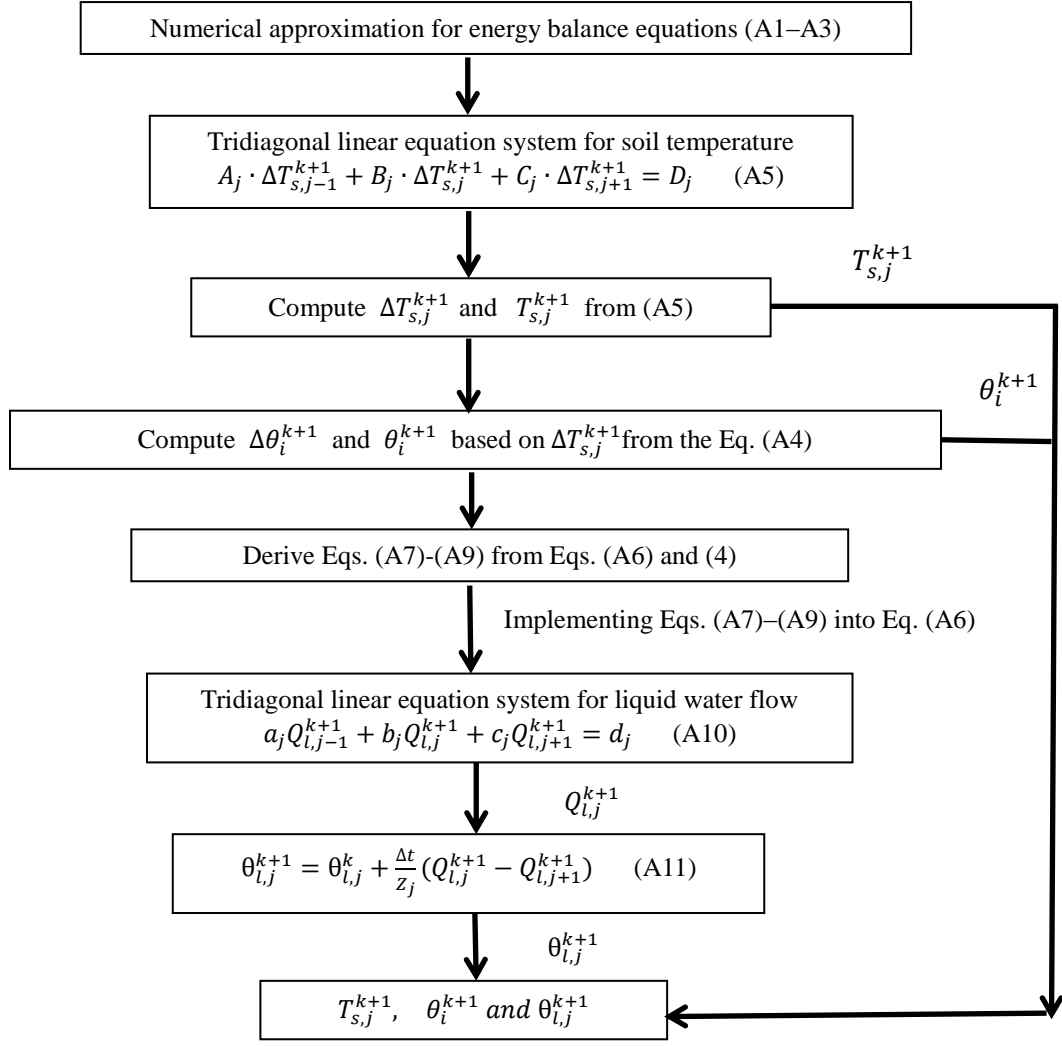 Numerical approximation for energy balance equations (A1–A3)
Tridiagonal linear equation system for soil temperature
A_j · ΔT_{s,j−1}^{k+1} + B_j · ΔT_{s,j}^{k+1} + C_j · ΔT_{s,j+1}^{k+1} = D_j (A5)
T_{s,j}^{k+1}
Compute ΔT_{s,j}^{k+1} and T_{s,j}^{k+1} from (A5)
θ_i^{k+1}
Compute Δθ_i^{k+1} and θ_i^{k+1} based on ΔT_{s,j}^{k+1} from the Eq. (A4)
Derive Eqs. (A7)-(A9) from Eqs. (A6) and (4)
Implementing Eqs. (A7)–(A9) into Eq. (A6)
Tridiagonal linear equation system for liquid water flow
a_j Q_{l,j−1}^{k+1} + b_j Q_{l,j}^{k+1} + c_j Q_{l,j+1}^{k+1} = d_j (A10)
Q_{l,j}^{k+1}
θ_{l,j}^{k+1} = θ_{l,j}^{k} + Δt/Z_j (Q_{l,j}^{k+1} − Q_{l,j+1}^{k+1}) (A11)
θ_{l,j}^{k+1}
T_{s,j}^{k+1}, θ_i^{k+1} and θ_{l,j}^{k+1}